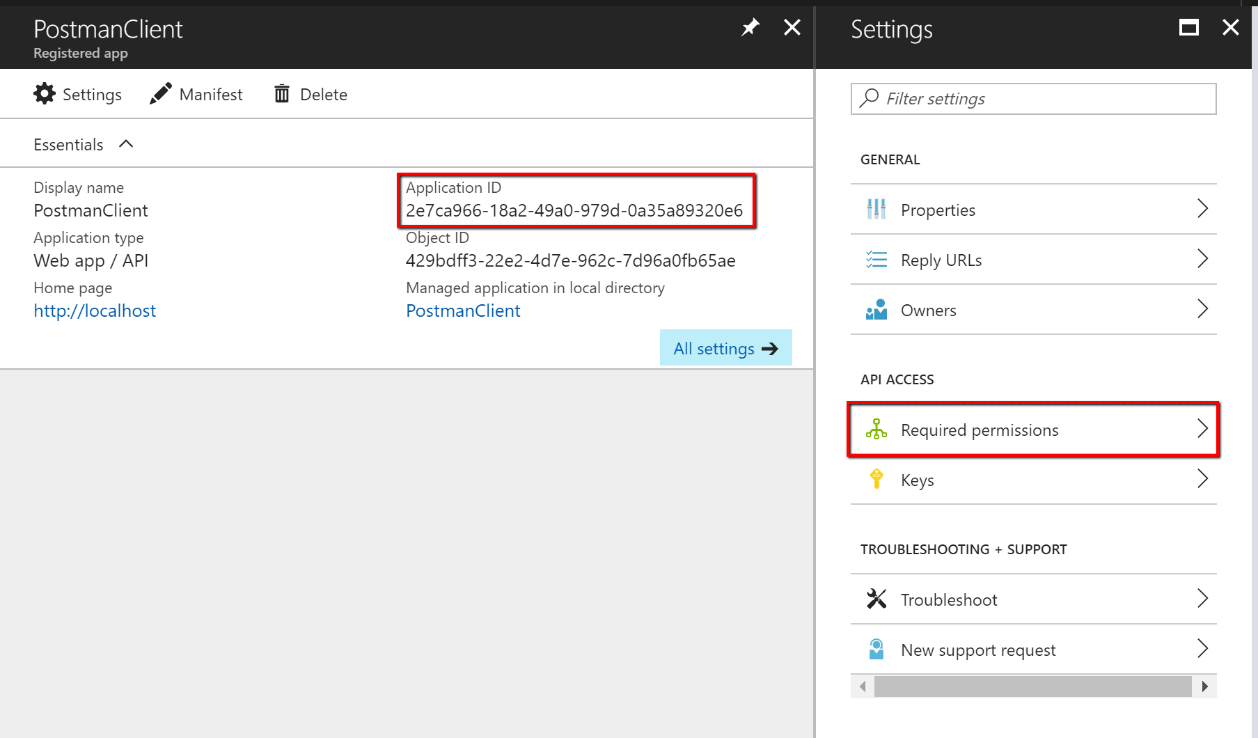 PostmanClient
Registered app
Settings
Manifest
Delete
Essentials
Display name
PostmanClient
Application type
Web app / API
Home page
http://localhost
Application ID
2e7ca966-18a2-49a0-979d-0a35a89320e6
Object ID
429bdff3-22e2-4d7e-962c-7d96a0fb65ae
Managed application in local directory
PostmanClient
All settings
Settings
Filter settings
GENERAL
Properties
Reply URLs
Owners
API ACCESS
Required permissions
Keys
TROUBLESHOOTING + SUPPORT
Troubleshoot
New support request